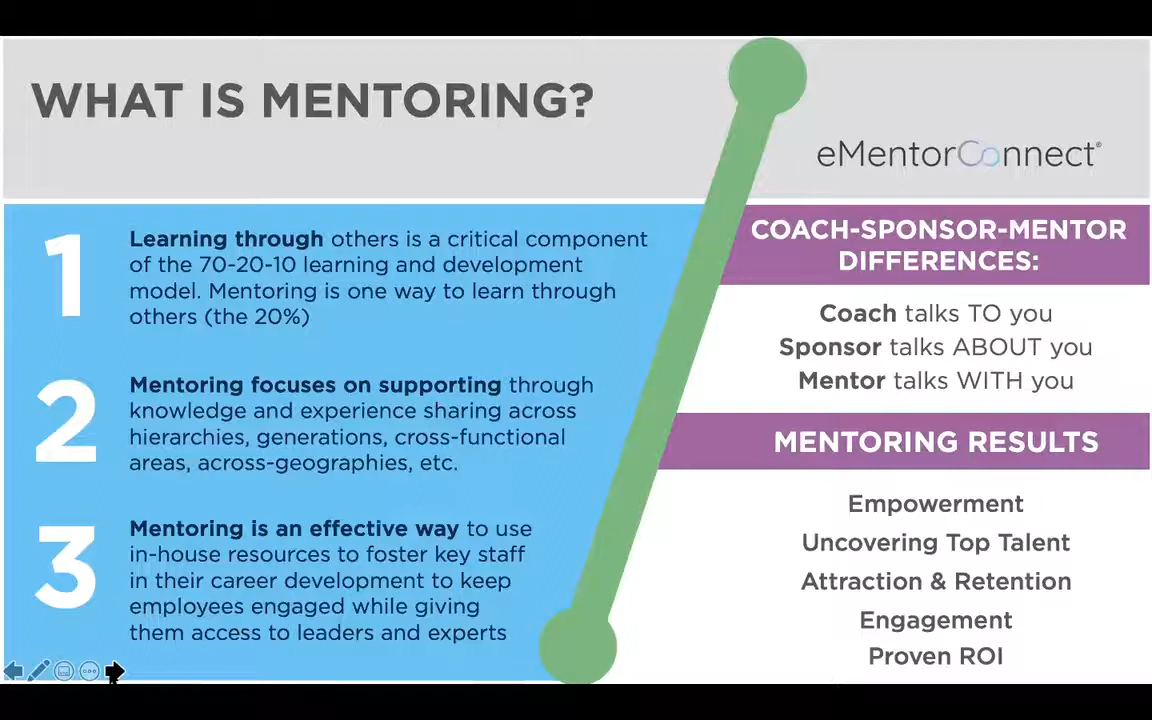 WHAT IS MENTORING?
eMentorConnect®
1
Learning through others is a critical component
of the 70-20-10 learning and development
model. Mentoring is one way to learn through
others (the 20%)
2
Mentoring focuses on supporting through
knowledge and experience sharing across
hierarchies, generations, cross-functional
areas, across-geographies, etc.
3
Mentoring is an effective way to use
in-house resources to foster key staff
in their career development to keep
employees engaged while giving
them access to leaders and experts
COACH-SPONSOR-MENTOR
DIFFERENCES:
Coach talks TO you
Sponsor talks ABOUT you
Mentor talks WITH you
MENTORING RESULTS
Empowerment
Uncovering Top Talent
Attraction & Retention
Engagement
Proven ROI